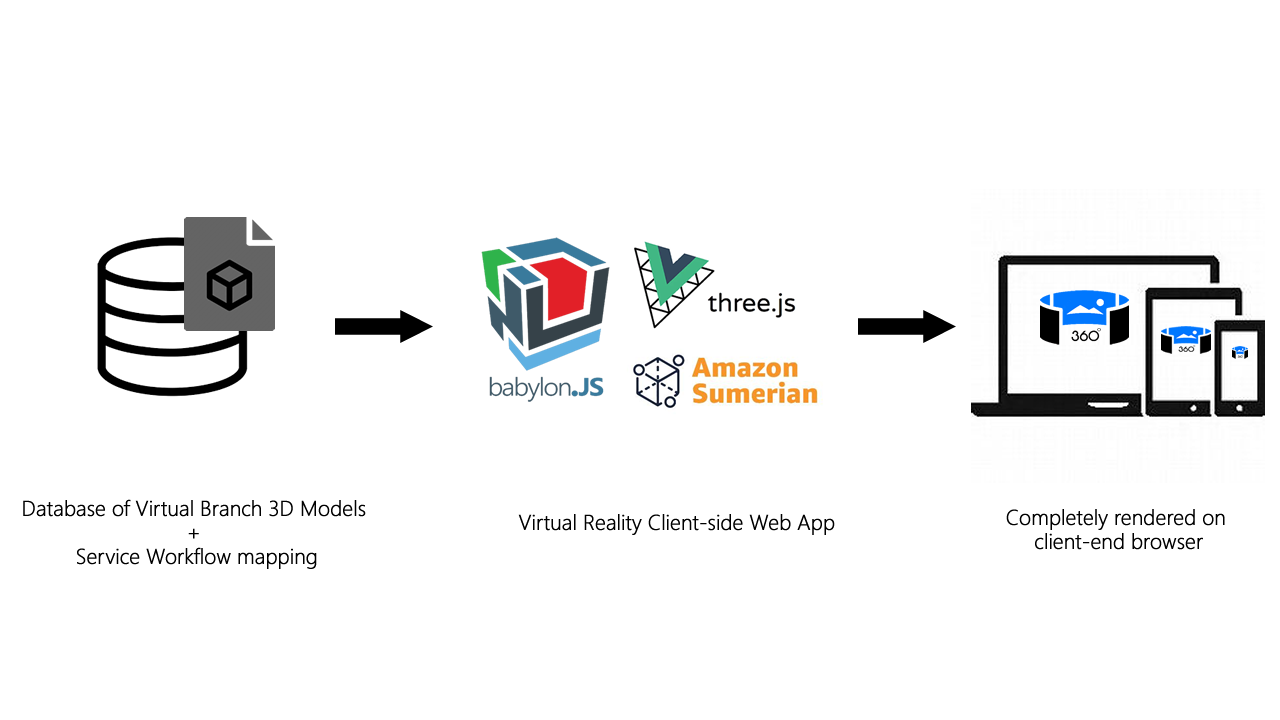 babylon.JS
three.js
Amazon
Sumerian
360°
360°
Database of Virtual Branch 3D Models
+
Service Workflow mapping
Virtual Reality Client-side Web App
Completely rendered on
client-end browser